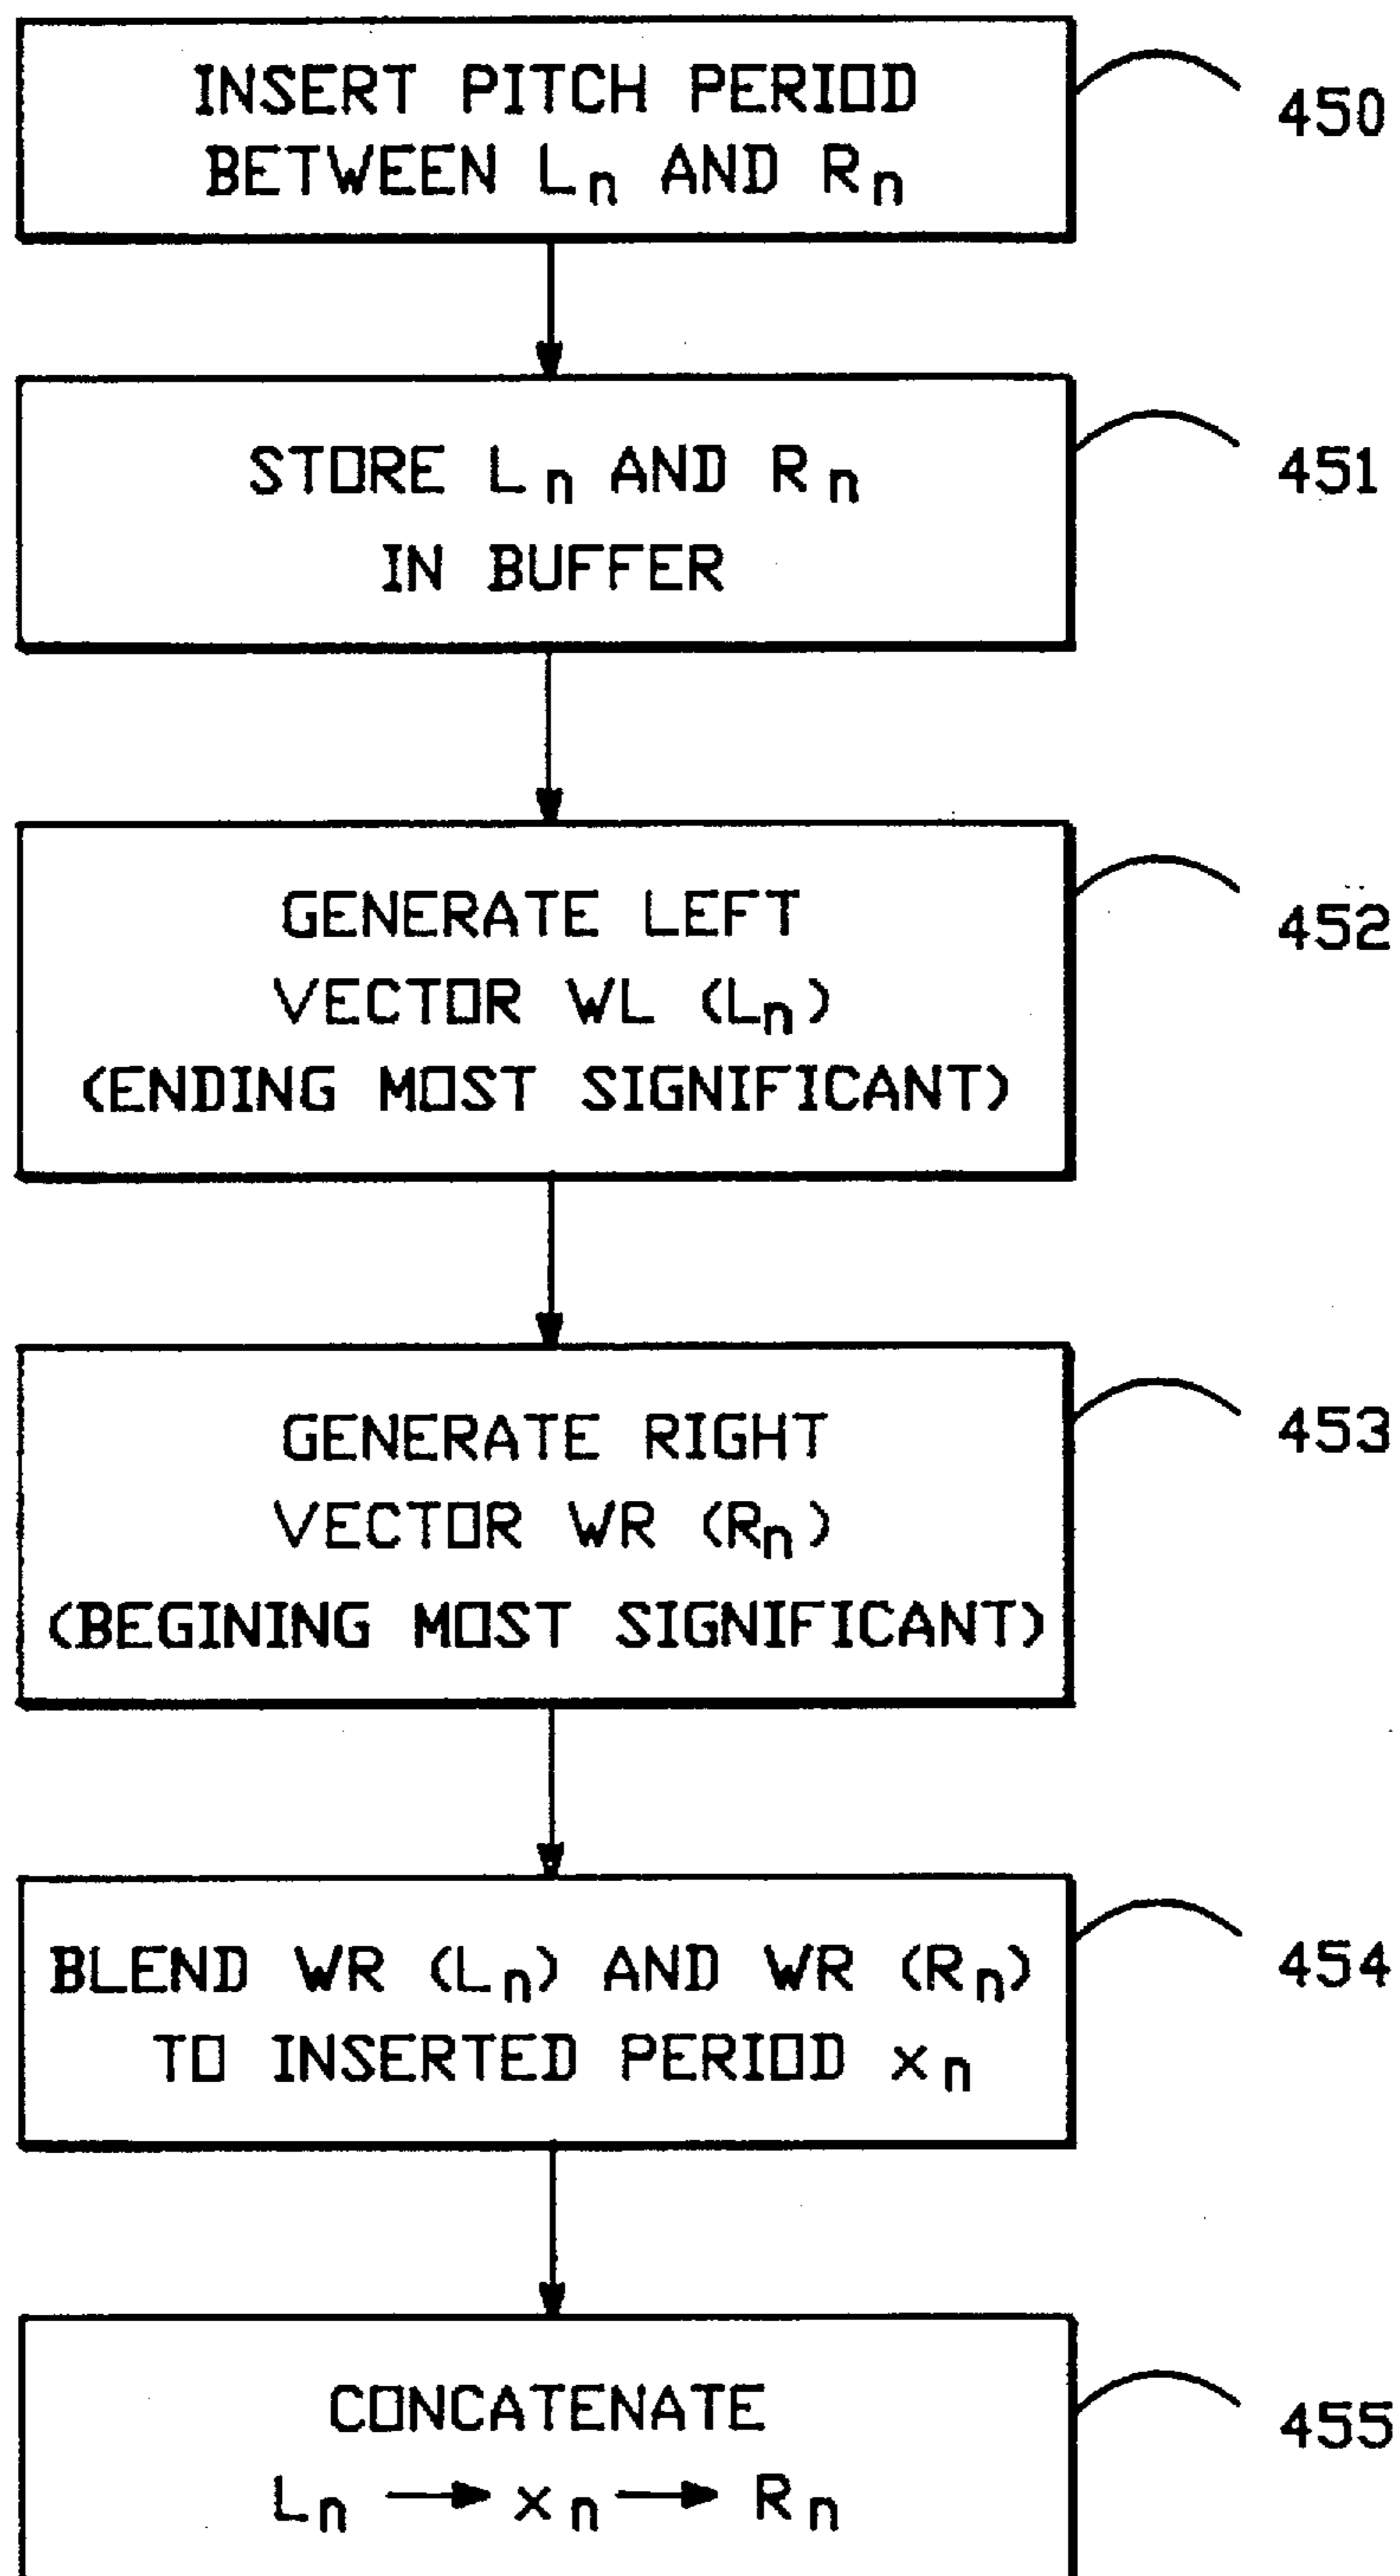 INSERT PITCH PERIOD
BETWEEN Ln AND Rn
450
STORE Ln AND Rn
IN BUFFER
451
GENERATE LEFT
VECTOR WL (Ln)
(ENDING MOST SIGNIFICANT)
452
GENERATE RIGHT
VECTOR WR (Rn)
(BEGINING MOST SIGNIFICANT)
453
BLEND WR (Ln) AND WR (Rn)
TO INSERTED PERIOD xn
454
CONCATENATE
Ln → xn → Rn
455